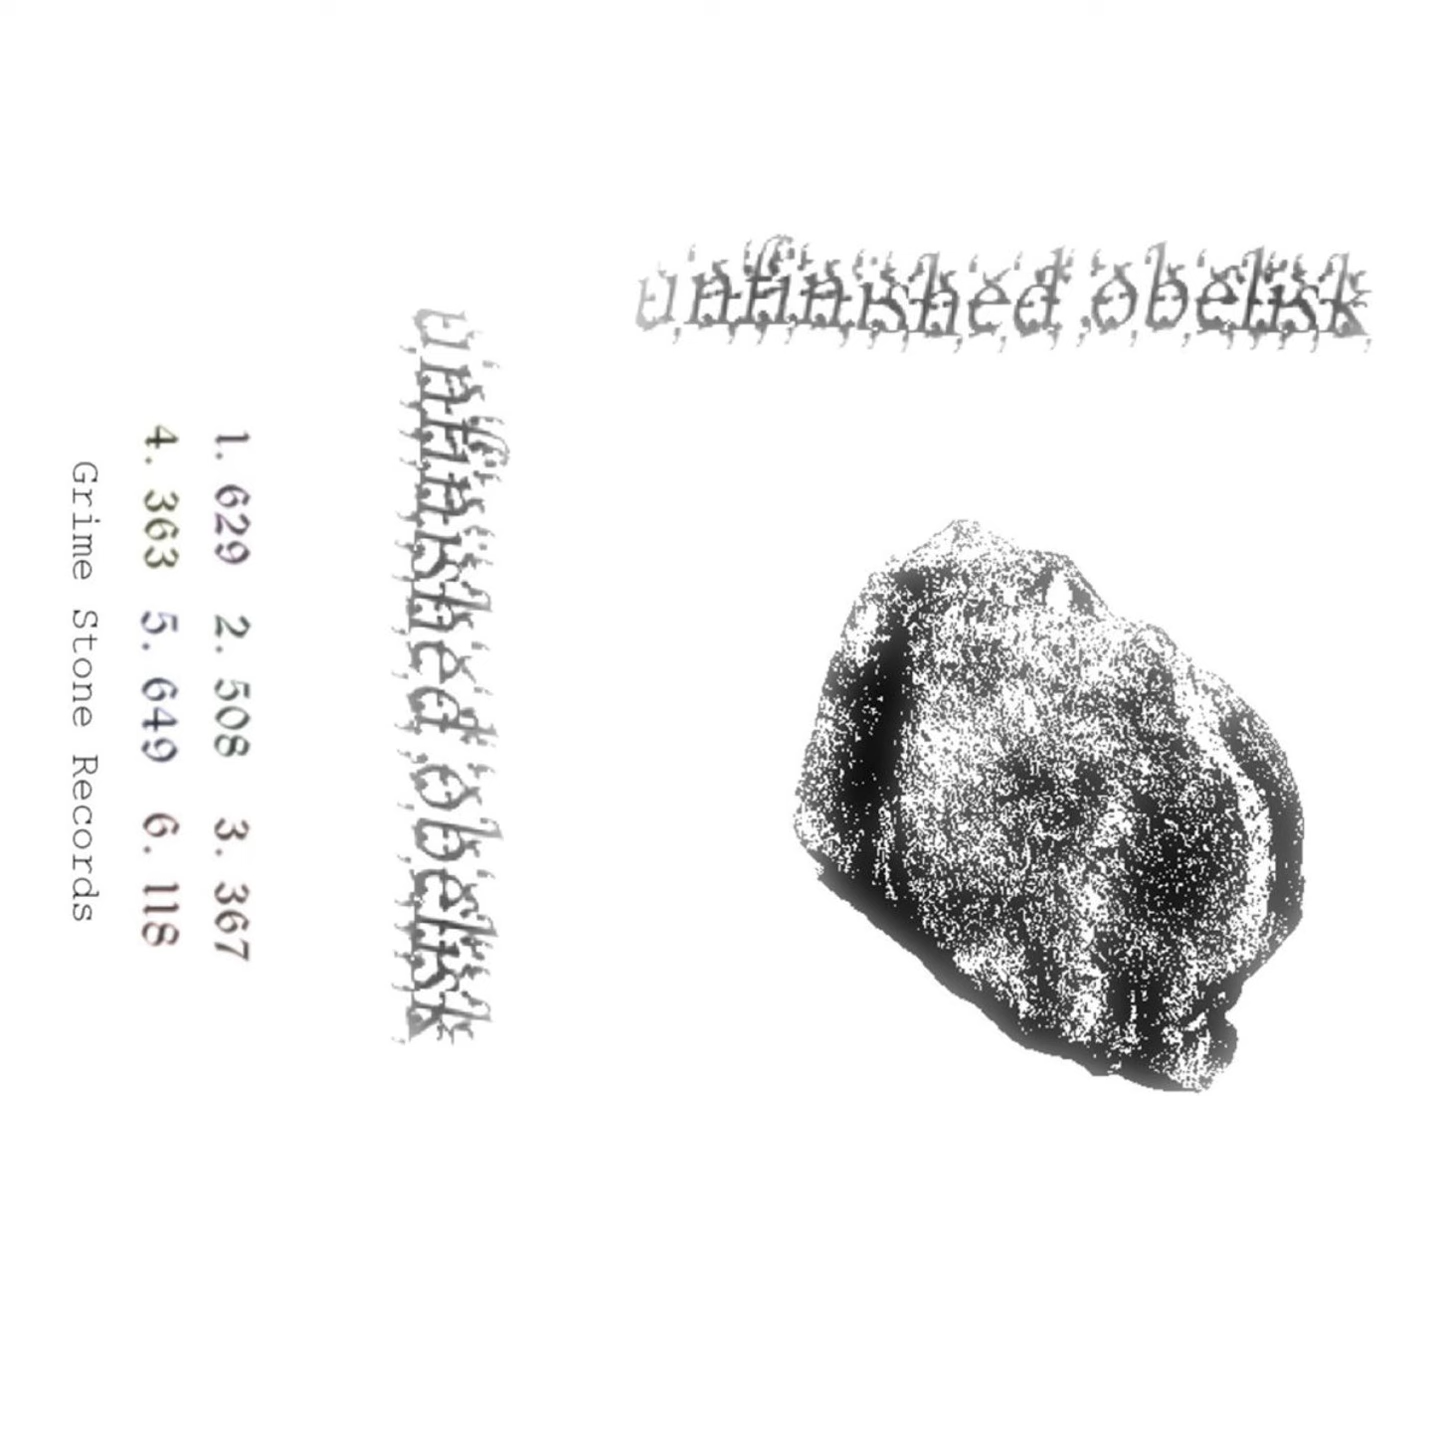 unfinished obelisk
unfinished obelisk
1. 629 2. 508 3. 367
4. 363 5. 649 6. 118
Grime Stone Records